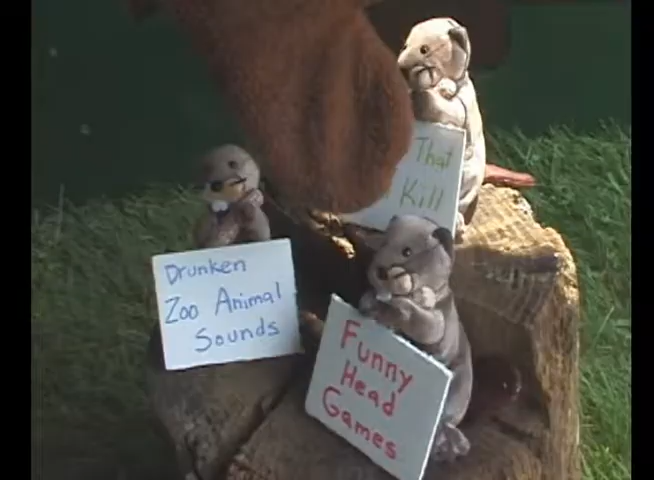 Drunken
Zoo Animal
Sounds
Funny
Head
Games
That
Kill